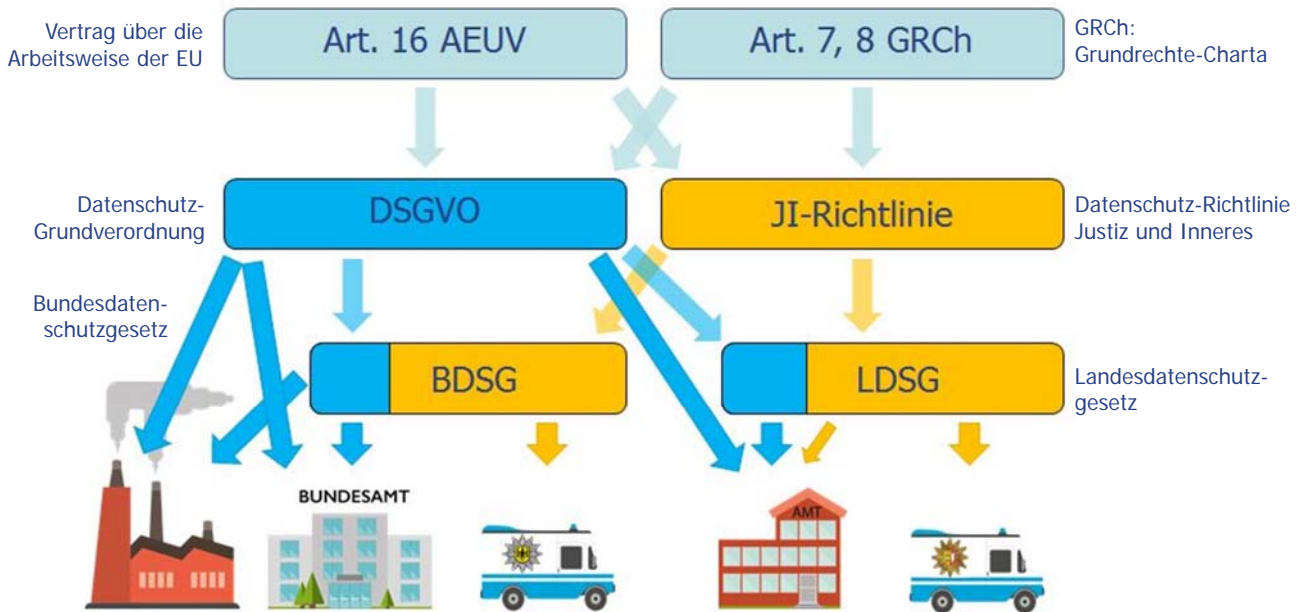 Vertrag über die
Arbeitsweise der EU
Art. 16 AEUV
Art. 7, 8 GRCh
GRCh:
Grundrechte-Charta
Datenschutz-
Grundverordnung
DSGVO
JI-Richtlinie
Datenschutz-Richtlinie
Justiz und Inneres
Bundesdaten-
schutzgesetz
BDSG
LDSG
Landesdatenschutz-
gesetz
BUNDESAMT
AMT